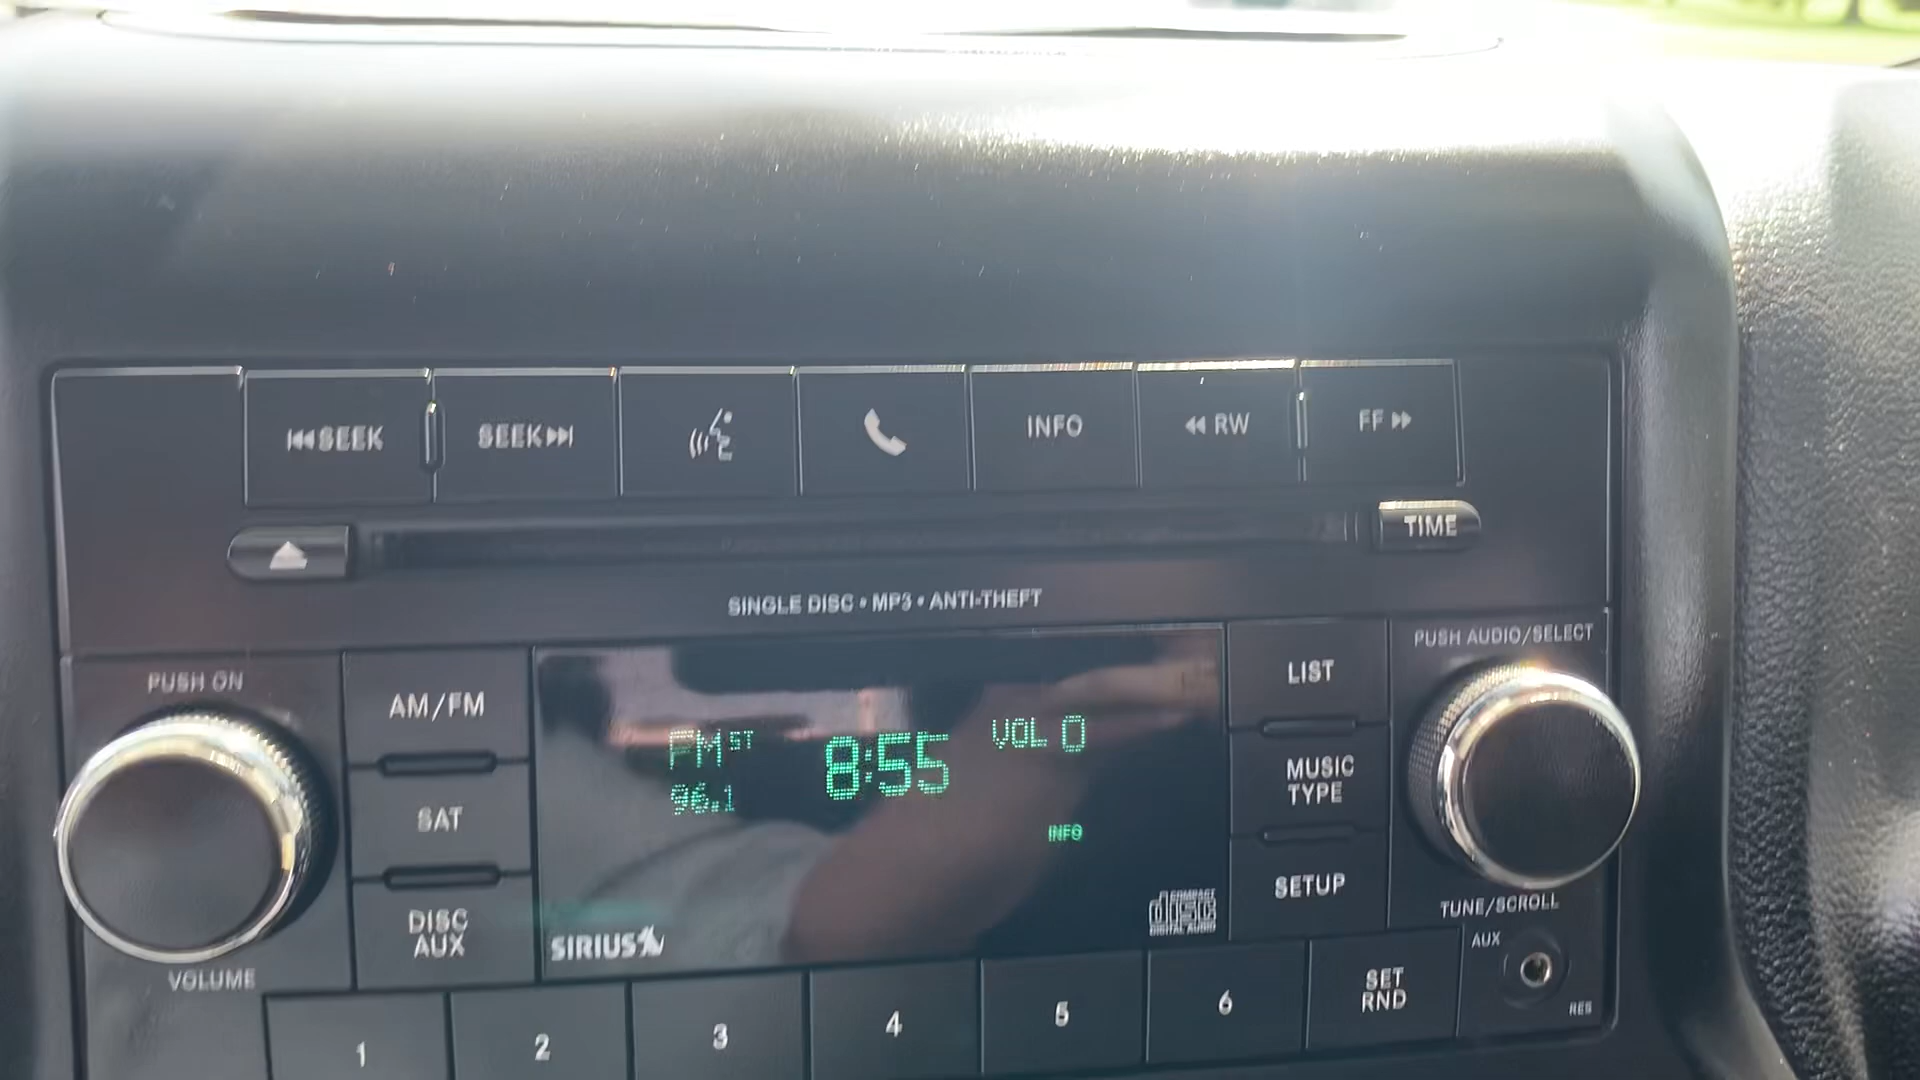 SEEK
SEEK
INFO
RW
FF
TIME
SINGLE DISC • MP3 • ANTI-THEFT
PUSH ON
AM/FM
SAT
DISC
AUX
VOLUME
FM ST
96.1
8:55
VOL 0
INFO
SIRIUS
COMPACT
disc
DIGITAL AUDIO
LIST
MUSIC
TYPE
SETUP
PUSH AUDIO/SELECT
TUNE/SCROLL
AUX
RES
1
2
3
4
5
6
SET
RND